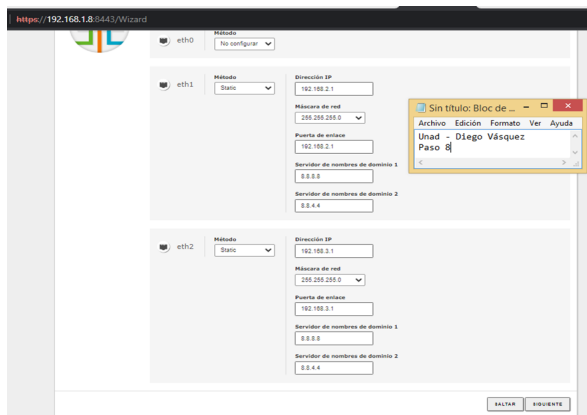 https://192.168.1.8:8443/Wizard
eth0
Método
No configurar
eth1
Método
Static
Dirección IP
192.168.2.1
Máscara de red
255.255.255.0
Puerta de enlace
192.168.2.1
Servidor de nombres de dominio 1
8.8.8.8
Servidor de nombres de dominio 2
8.8.4.4
Sin título: Bloc de ...
Archivo Edición Formato Ver Ayuda
Unad - Diego Vásquez
Paso 8
eth2
Método
Static
Dirección IP
192.168.3.1
Máscara de red
255.255.255.0
Puerta de enlace
192.168.3.1
Servidor de nombres de dominio 1
8.8.8.8
Servidor de nombres de dominio 2
8.8.4.4
SALTAR SIGUIENTE